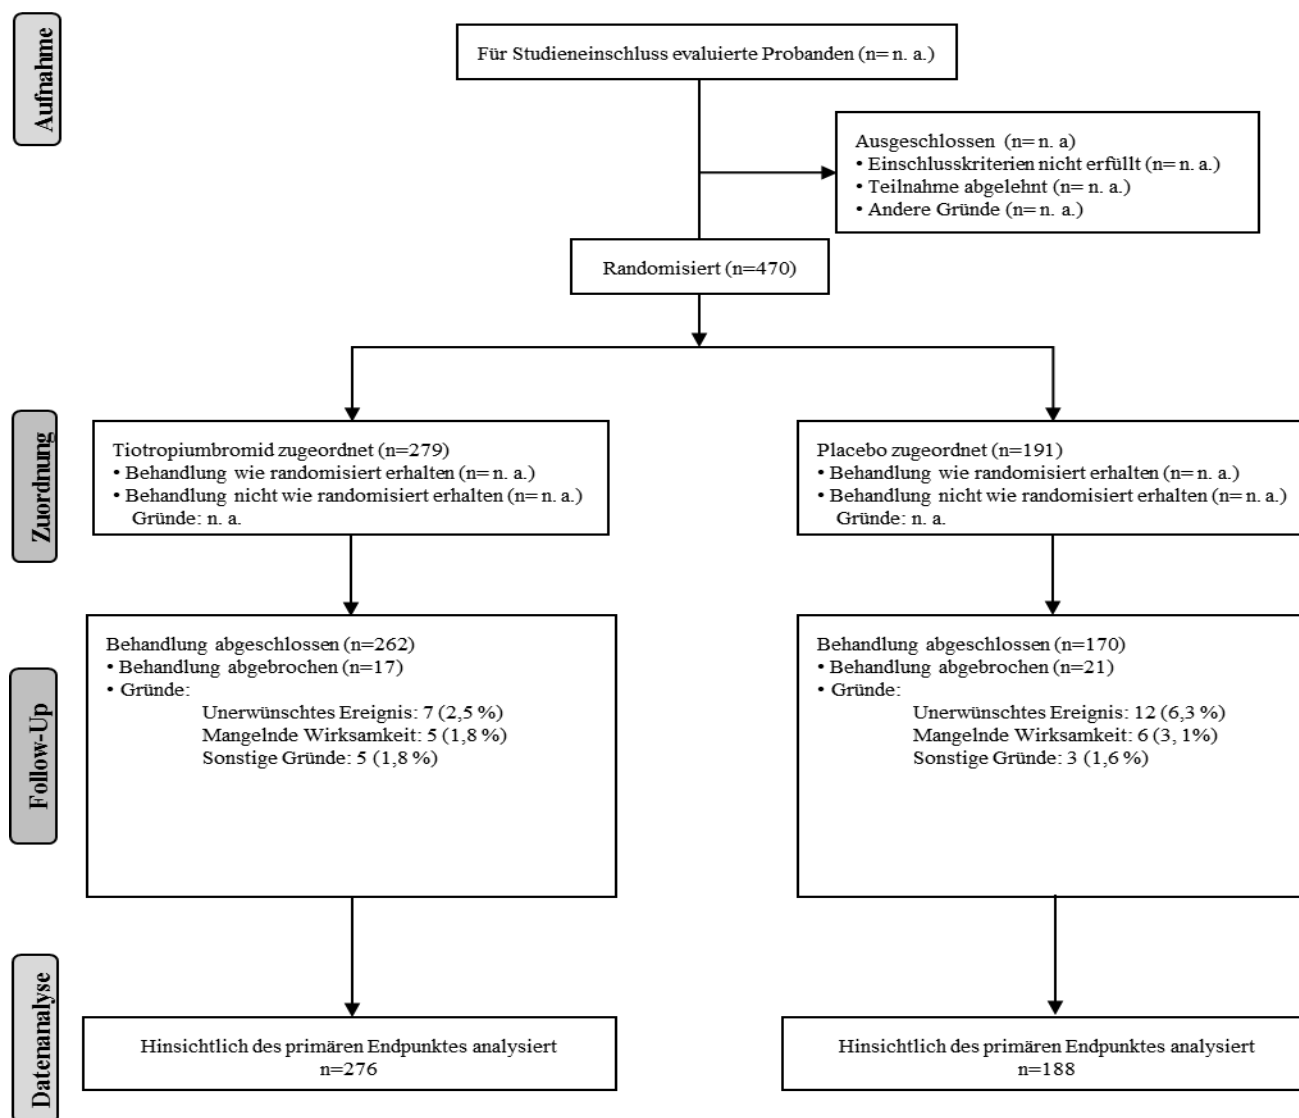 Aufnahme
Für Studieneinschluss evaluierte Probanden (n= n. a.)
Ausgeschlossen (n= n. a)
• Einschlusskriterien nicht erfüllt (n= n. a.)
• Teilnahme abgelehnt (n= n. a.)
• Andere Gründe (n= n. a.)
Randomisiert (n=470)
Zuordnung
Tiotropiumbromid zugeordnet (n=279)
• Behandlung wie randomisiert erhalten (n= n. a.)
• Behandlung nicht wie randomisiert erhalten (n= n. a.)
Gründe: n. a.
Placebo zugeordnet (n=191)
• Behandlung wie randomisiert erhalten (n= n. a.)
• Behandlung nicht wie randomisiert erhalten (n= n. a.)
Gründe: n. a.
Follow-Up
Behandlung abgeschlossen (n=262)
• Behandlung abgebrochen (n=17)
• Gründe:
Unerwünschtes Ereignis: 7 (2,5 %)
Mangelnde Wirksamkeit: 5 (1,8 %)
Sonstige Gründe: 5 (1,8 %)
Behandlung abgeschlossen (n=170)
• Behandlung abgebrochen (n=21)
• Gründe:
Unerwünschtes Ereignis: 12 (6,3 %)
Mangelnde Wirksamkeit: 6 (3, 1%)
Sonstige Gründe: 3 (1,6 %)
Datenanalyse
Hinsichtlich des primären Endpunktes analysiert
n=276
Hinsichtlich des primären Endpunktes analysiert
n=188